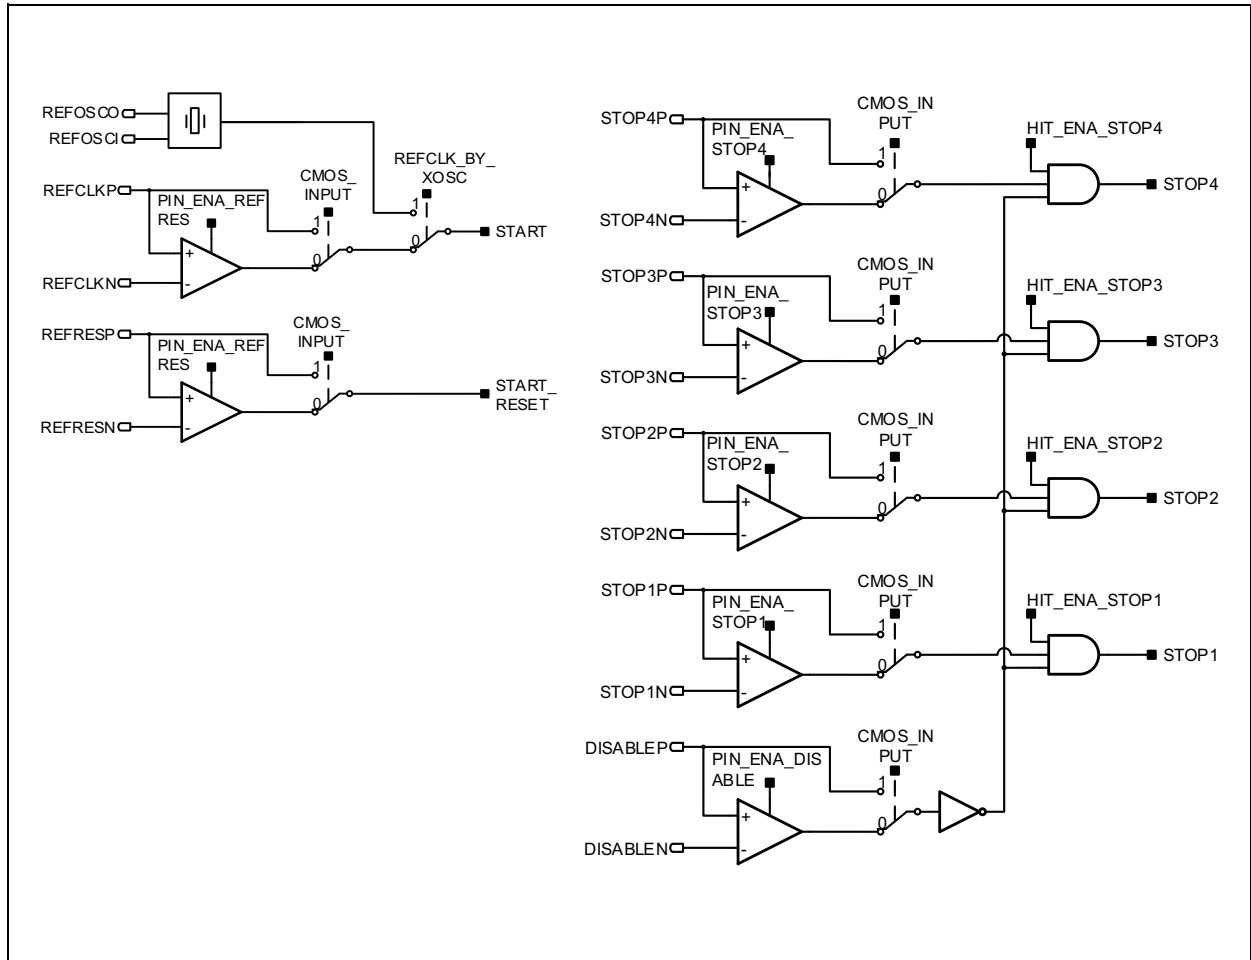 REFOSCO
REFOSCI
REFCLKP
PIN_ENA_REF
RES
CMOS_
INPUT
REFCLK_BY_
XOSC
1
0
1
0
+
-
START
REFCLKN
REFRESP
PIN_ENA_REF
RES
CMOS_
INPUT
1
0
+
-
START_
RESET
REFRESN
STOP4P
PIN_ENA_
STOP4
CMOS_IN
PUT
1
0
+
-
HIT_ENA_STOP4
STOP4
STOP4N
STOP3P
PIN_ENA_
STOP3
CMOS_IN
PUT
1
0
+
-
HIT_ENA_STOP3
STOP3
STOP3N
STOP2P
PIN_ENA_
STOP2
CMOS_IN
PUT
1
0
+
-
HIT_ENA_STOP2
STOP2
STOP2N
STOP1P
PIN_ENA_
STOP1
CMOS_IN
PUT
1
0
+
-
HIT_ENA_STOP1
STOP1
STOP1N
DISABLEP
PIN_ENA_DIS
ABLE
CMOS_IN
PUT
1
0
+
-
DISABLEN